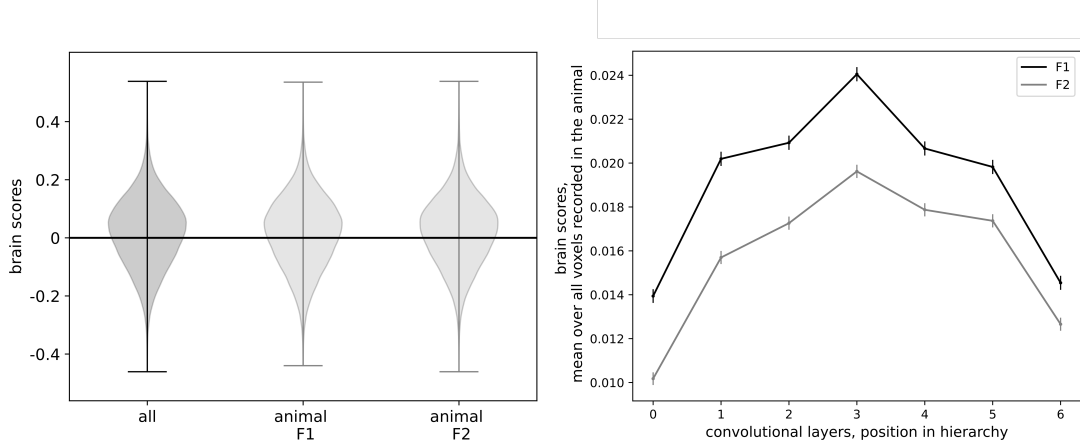 brain scores
0.4
0.2
0
-0.2
-0.4
all
animal
F1
animal
F2
brain scores,
mean over all voxels recorded in the animal
0.024
0.022
0.020
0.018
0.016
0.014
0.012
0.010
0 1 2 3 4 5 6
convolutional layers, position in hierarchy
F1
F2